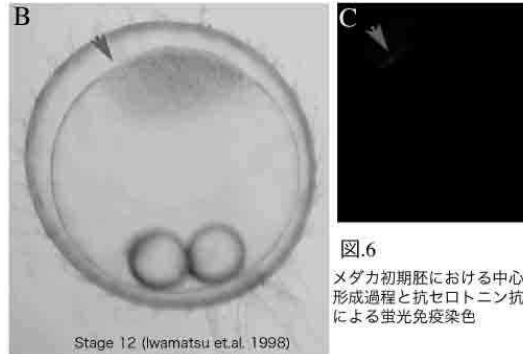 B
C
Stage 12 (Iwamatsu et.al. 1998)
図.6
メダカ初期胚における中心
形成過程と抗セロトニン抗
による蛍光免疫染色